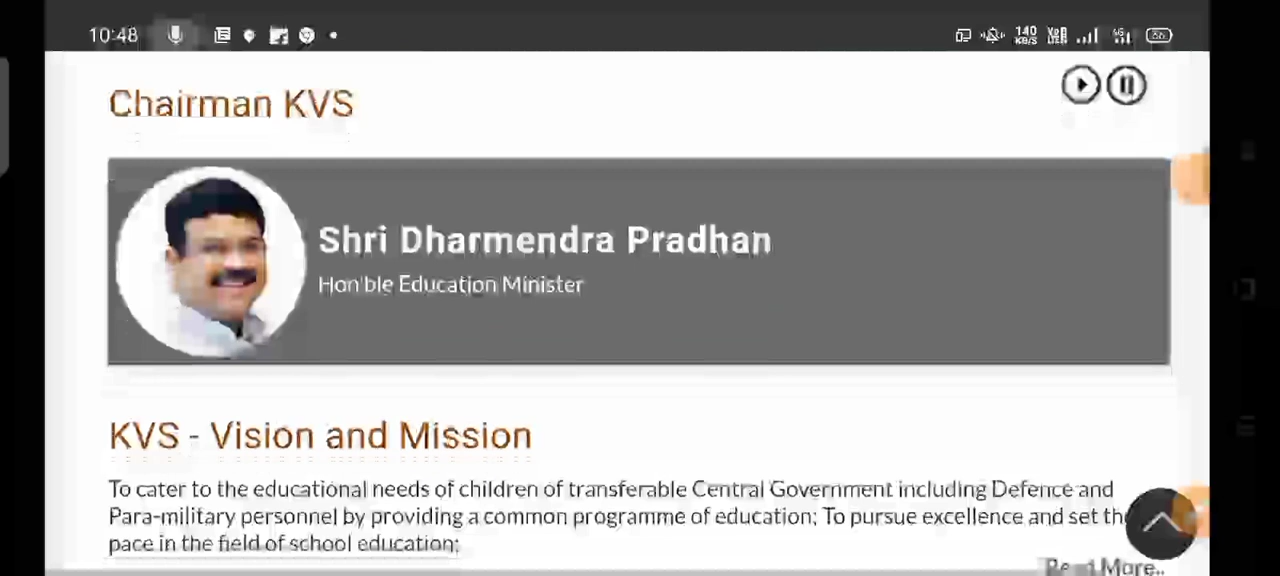 10:48
140
KB/S
Chairman KVS
Shri Dharmendra Pradhan
Hon'ble Education Minister
KVS - Vision and Mission
To cater to the educational needs of children of transferable Central Government including Defence and
Para-military personnel by providing a common programme of education; To pursue excellence and set the
pace in the field of school education;
Read More..